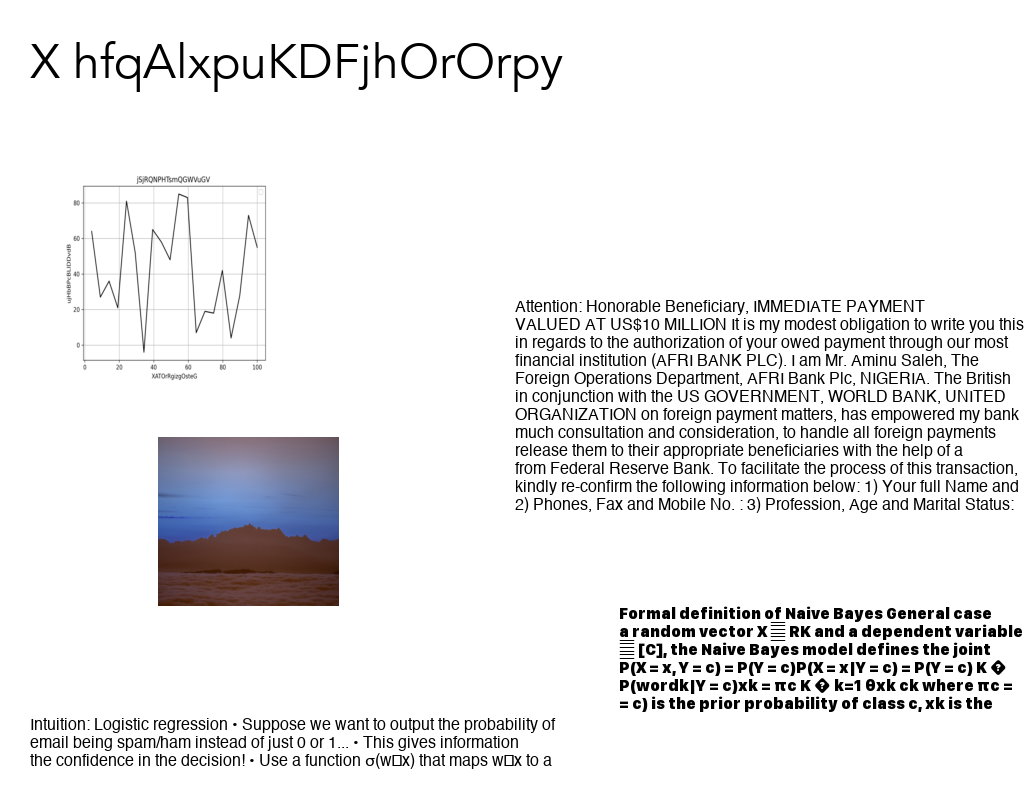 X hfqAlxpuKDFjhOrOrpy
jSjRQNPHTsmQGWVuGV
80
60
40
20
0
0 20 40 60 80 100
XATOrRgizgOsteG
Attention: Honorable Beneficiary, IMMEDIATE PAYMENT
VALUED AT US$10 MILLION It is my modest obligation to write you this
in regards to the authorization of your owed payment through our most
financial institution (AFRI BANK PLC). I am Mr. Aminu Saleh, The
Foreign Operations Department, AFRI Bank Plc, NIGERIA. The British
in conjunction with the US GOVERNMENT, WORLD BANK, UNITED
ORGANIZATION on foreign payment matters, has empowered my bank
much consultation and consideration, to handle all foreign payments
release them to their appropriate beneficiaries with the help of a
from Federal Reserve Bank. To facilitate the process of this transaction,
kindly re-confirm the following information below: 1) Your full Name and
2) Phones, Fax and Mobile No. : 3) Profession, Age and Marital Status:
Formal definition of Naive Bayes General case
a random vector X ▤ RK and a dependent variable
▤ [C], the Naive Bayes model defines the joint
P(X = x, Y = c) = P(Y = c)P(X = x|Y = c) = P(Y = c) K �
P(wordk|Y = c)xk = πc K � k=1 θxk ck where πc =
= c) is the prior probability of class c, xk is the
Intuition: Logistic regression • Suppose we want to output the probability of
email being spam/ham instead of just 0 or 1... • This gives information
the confidence in the decision! • Use a function σ(w□x) that maps w□x to a